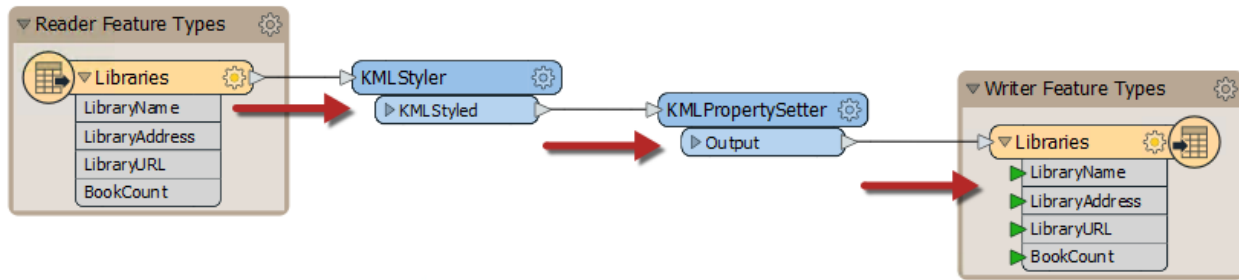 Reader Feature Types
Libraries
LibraryName
LibraryAddress
LibraryURL
BookCount
KMLStyler
KMLStyled
KMLPropertySetter
Output
Writer Feature Types
Libraries
LibraryName
LibraryAddress
LibraryURL
BookCount